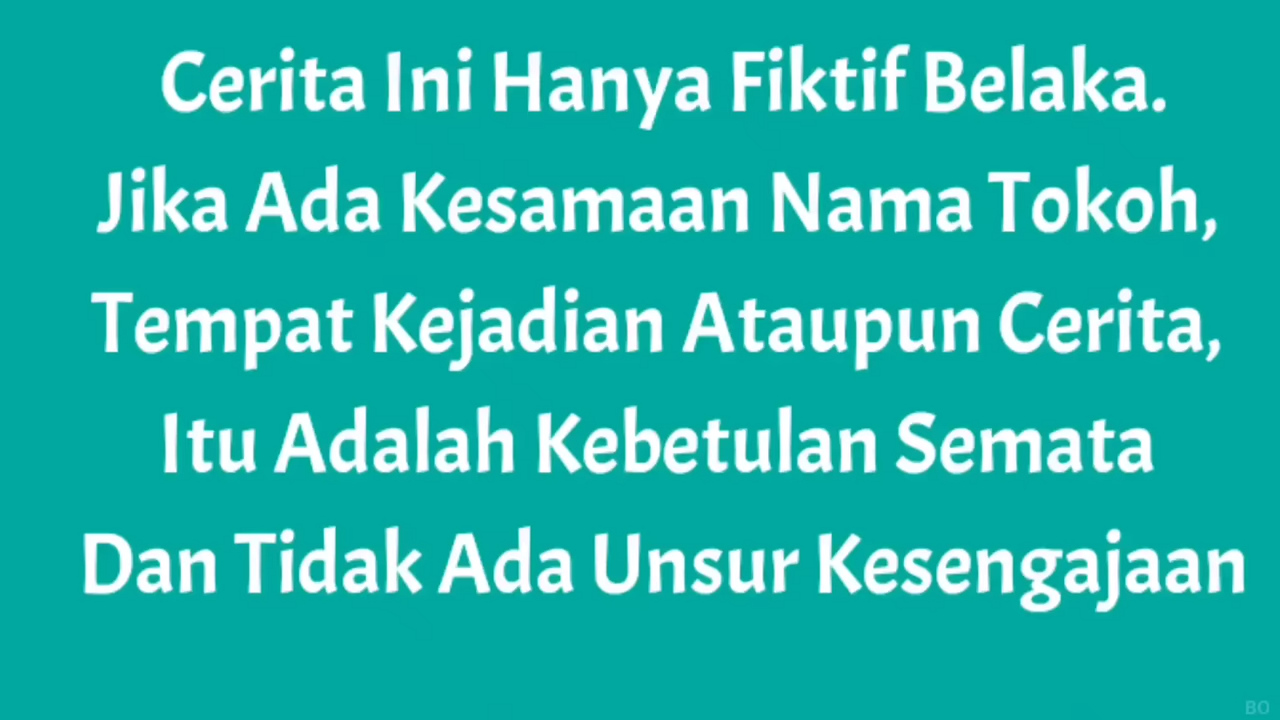 Cerita Ini Hanya Fiktif Belaka.
Jika Ada Kesamaan Nama Tokoh,
Tempat Kejadian Ataupun Cerita,
Itu Adalah Kebetulan Semata
Dan Tidak Ada Unsur Kesengajaan
BO